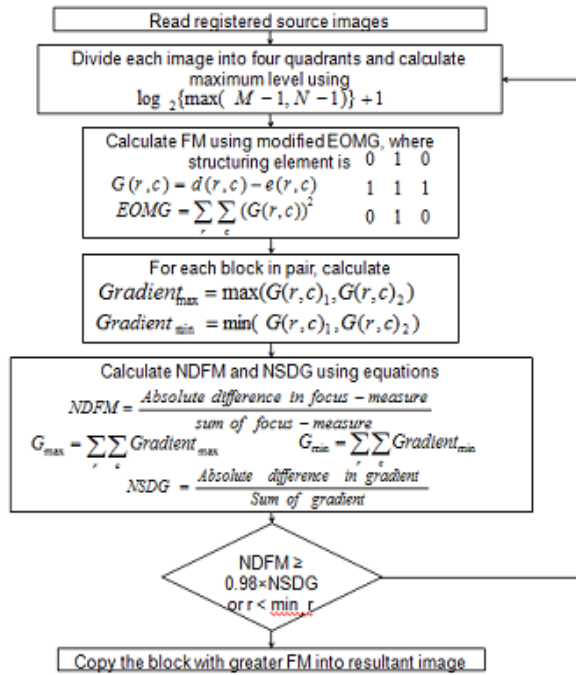 Read registered source images
Divide each image into four quadrants and calculate
maximum level using
log ₂{max( M − 1, N − 1)} + 1
Calculate FM using modified EOMG, where
structuring element is 0 1 0
G (r, c) = d(r, c) − e(r, c) 1 1 1
EOMG = ∑∑ (G(r, c))² 0 1 0
r c
For each block in pair, calculate
Gradient max = max(G(r, c)₁, G(r, c)₂)
Gradient min = min( G(r, c)₁, G(r, c)₂)
Calculate NDFM and NSDG using equations
NDFM = Absolute difference in focus − measure
sum of focus − measure
G max = ∑∑ Gradient max G min = ∑∑ Gradient min
r c r c
NSDG = Absolute difference in gradient
Sum of gradient
NDFM ≥
0.98×NSDG
or r < min_r
Copy the block with greater FM into resultant image